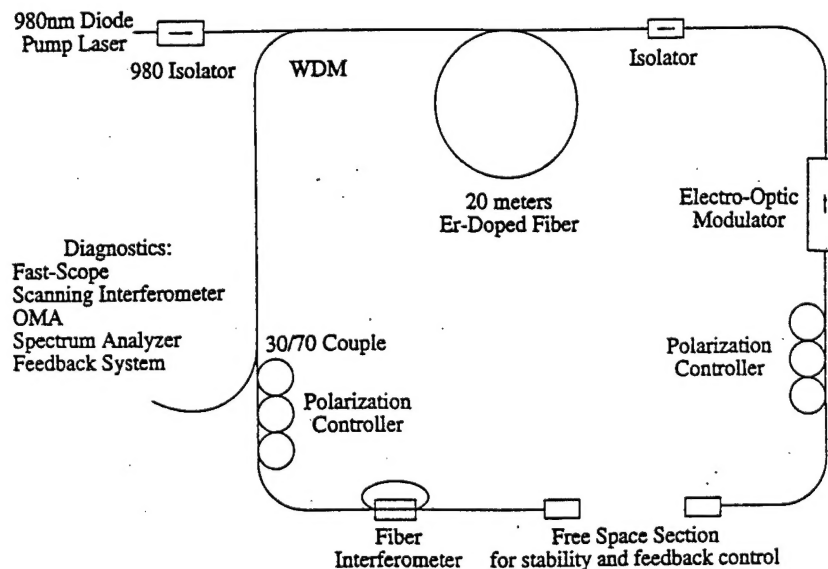 980nm Diode
Pump Laser
980 Isolator
WDM
Isolator
20 meters
Er-Doped Fiber
Electro-Optic
Modulator
Diagnostics:
Fast-Scope
Scanning Interferometer
OMA
Spectrum Analyzer
Feedback System
30/70 Couple
Polarization
Controller
Polarization
Controller
Fiber
Interferometer
Free Space Section
for stability and feedback control